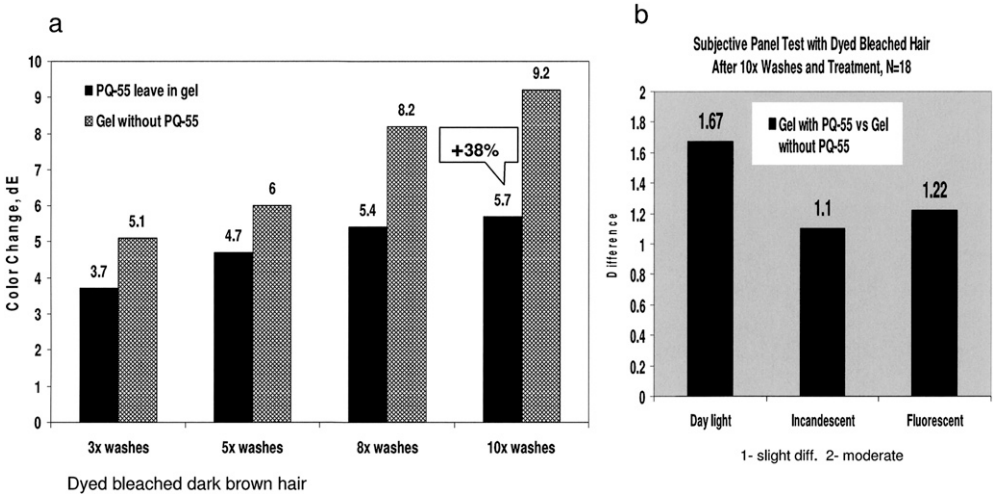 a
10
9
8
7
6
5
4
3
2
1
0
Color Change, dE
PQ-55 leave in gel
Gel without PQ-55
3.7
5.1
4.7
6
5.4
8.2
+38%
5.7
9.2
3x washes
5x washes
8x washes
10x washes
Dyed bleached dark brown hair
b
Subjective Panel Test with Dyed Bleached Hair
After 10x Washes and Treatment, N=18
2
1.8
1.6
1.4
1.2
1
0.8
0.6
0.4
0.2
0
Difference
Gel with PQ-55 vs Gel
without PQ-55
1.67
1.1
1.22
Day light
Incandescent
Fluorescent
1- slight diff. 2- moderate